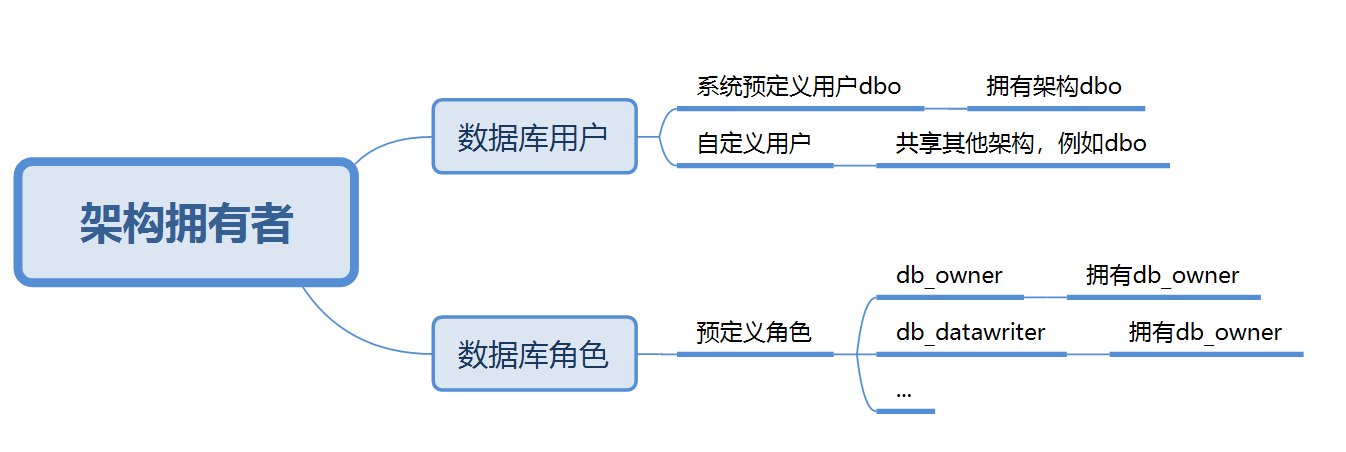 架构拥有者
数据库用户
系统预定义用户dbo
拥有架构dbo
自定义用户
共享其他架构，例如dbo
数据库角色
预定义角色
db_owner
拥有db_owner
db_datawriter
拥有db_owner
...